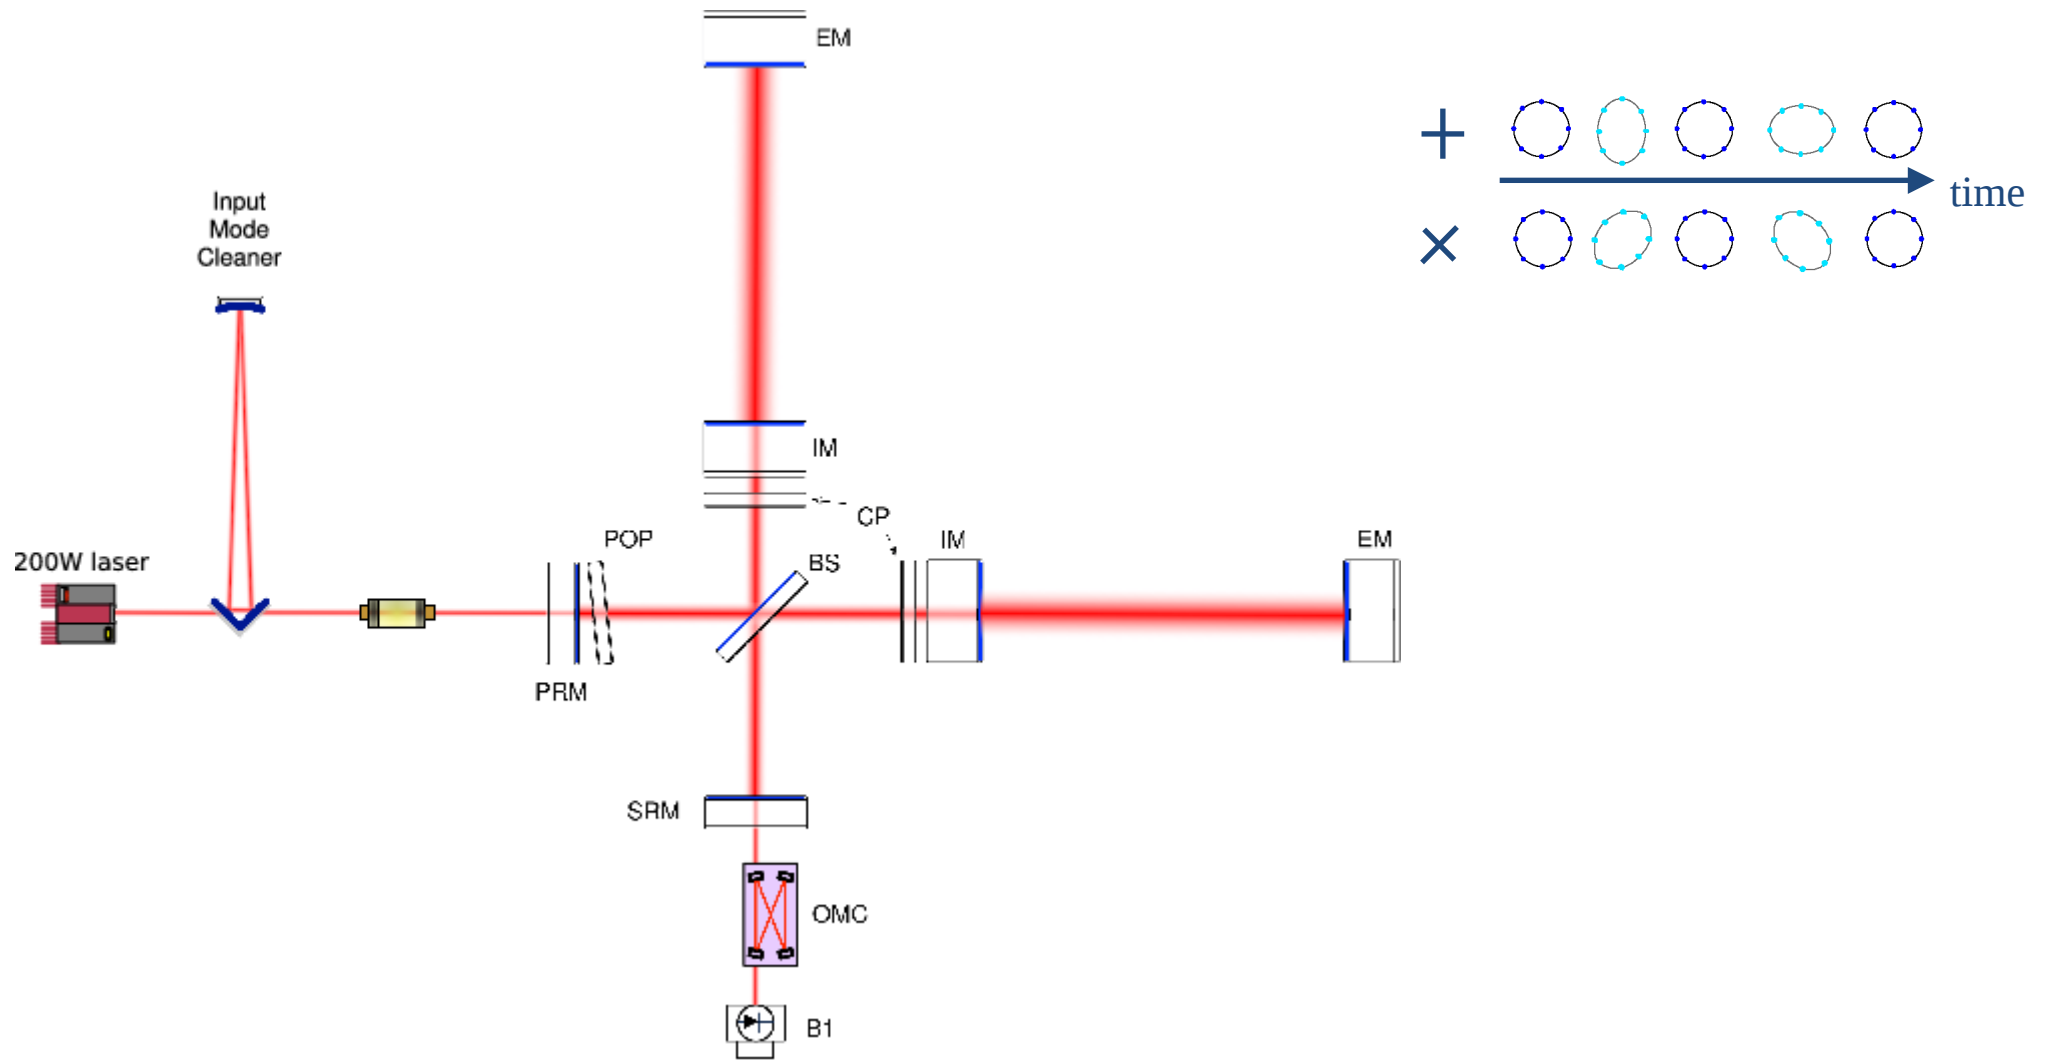 EM
Input
Mode
Cleaner
time
IM
CP
POP
BS
IM
EM
200W laser
PRM
SRM
OMC
B1